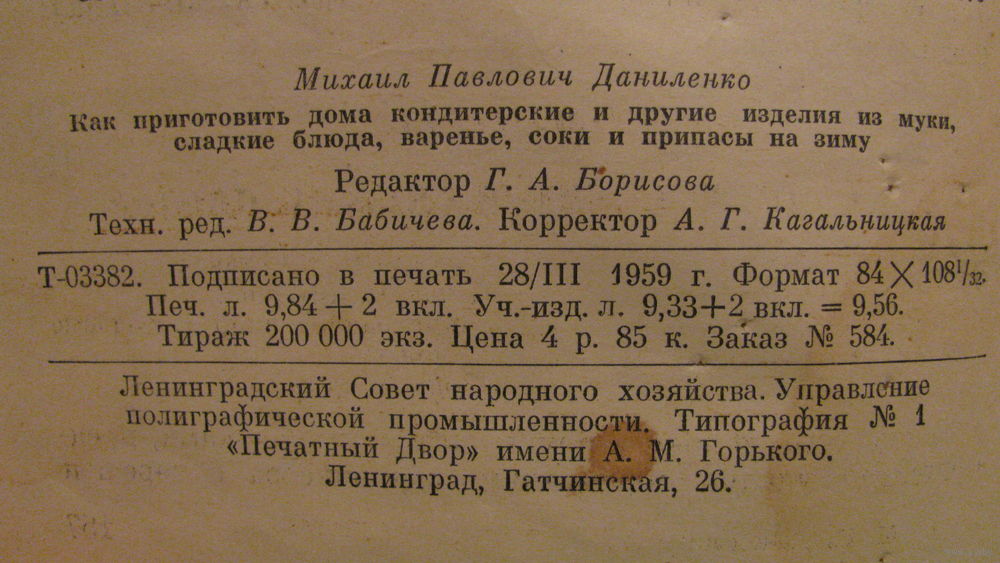 Михаил Павлович Даниленко
Как приготовить дома кондитерские и другие изделия из муки,
сладкие блюда, варенье, соки и припасы на зиму
Редактор Г. А. Борисова
Техн. ред. В. В. Бабичева. Корректор А. Г. Кагальницкая
Т-03382. Подписано в печать 28/III 1959 г. Формат 84×108¹/₃₂.
Печ. л. 9,84+2 вкл. Уч.-изд. л. 9,33+2 вкл. = 9,56.
Тираж 200 000 экз. Цена 4 р. 85 к. Заказ № 584.
Ленинградский Совет народного хозяйства. Управление
полиграфической промышленности. Типография № 1
«Печатный Двор» имени А. М. Горького.
Ленинград, Гатчинская, 26.